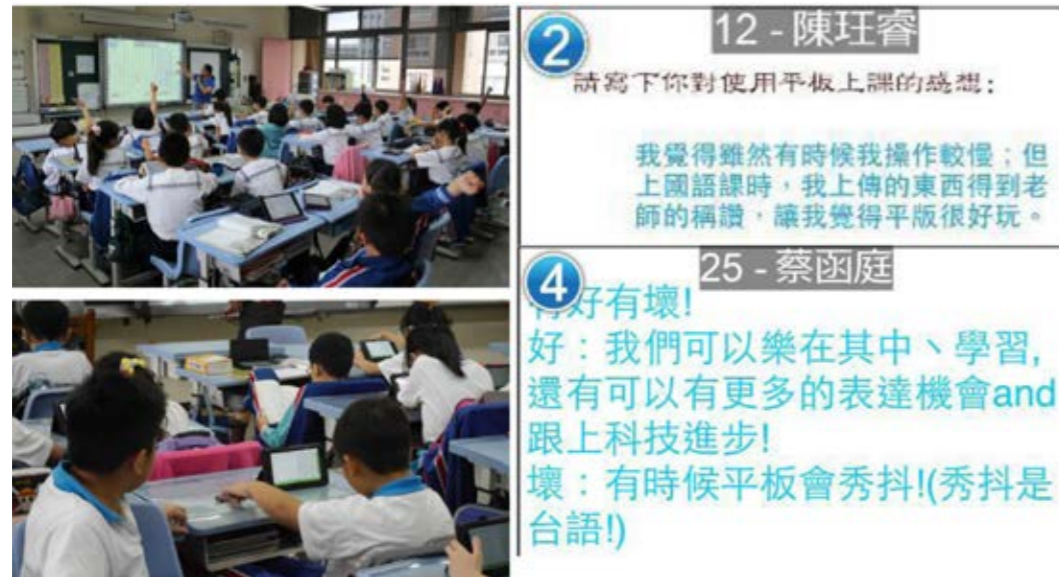 2
12 - 陳玨睿
請寫下你對使用平板上課的感想:
我覺得雖然有時候我操作較慢；但
上國語課時，我上傳的東西得到老
師的稱讚，讓我覺得平版很好玩。
4
25 - 蔡函庭
有好有壞!
好：我們可以樂在其中、學習,
還有可以有更多的表達機會and
跟上科技進步!
壞：有時候平板會秀抖!(秀抖是
台語!)